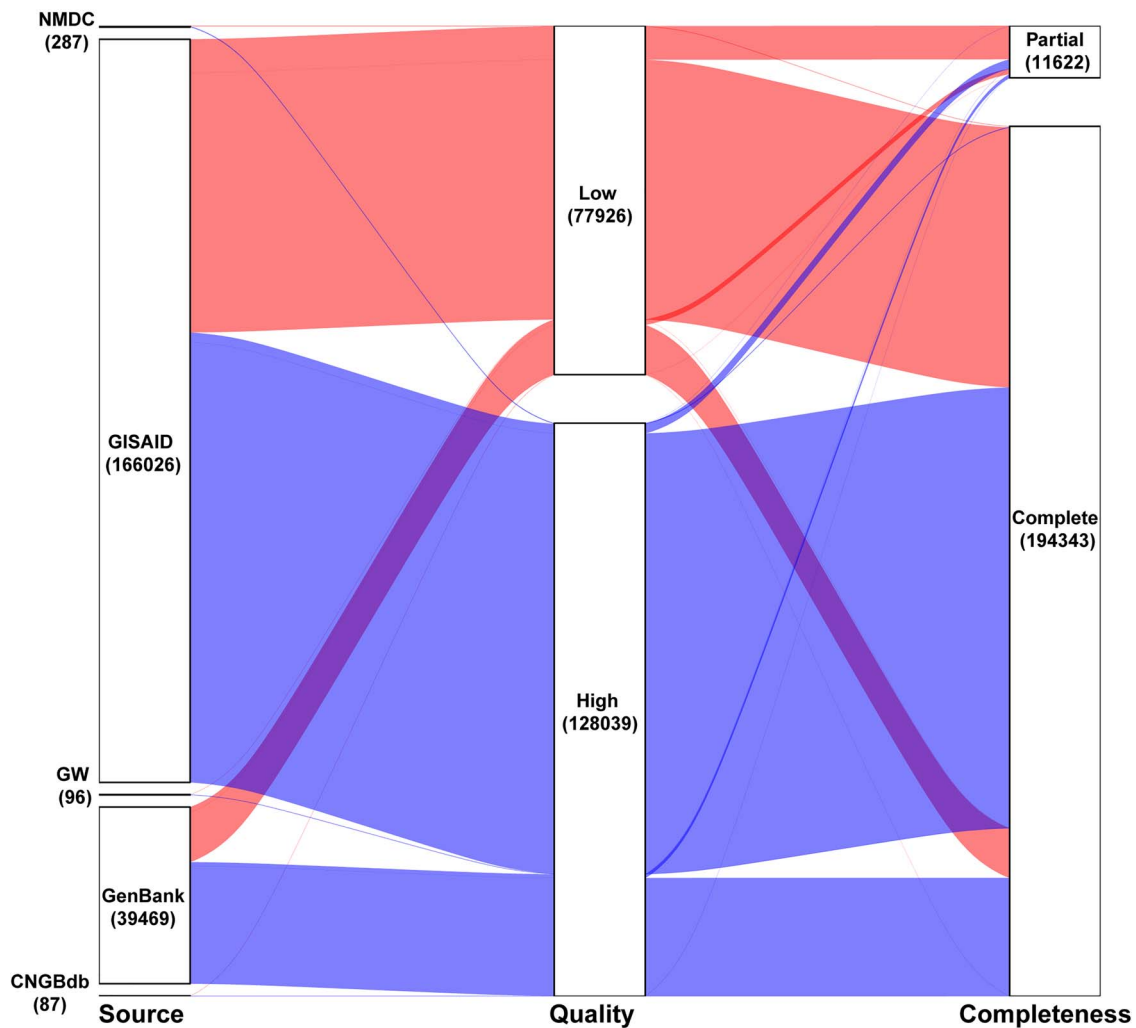 NMDC
(287)
GISAID
(166026)
GW
(96)
GenBank
(39469)
CNGBdb
(87)
Source
Low
(77926)
High
(128039)
Quality
Partial
(11622)
Complete
(194343)
Completeness